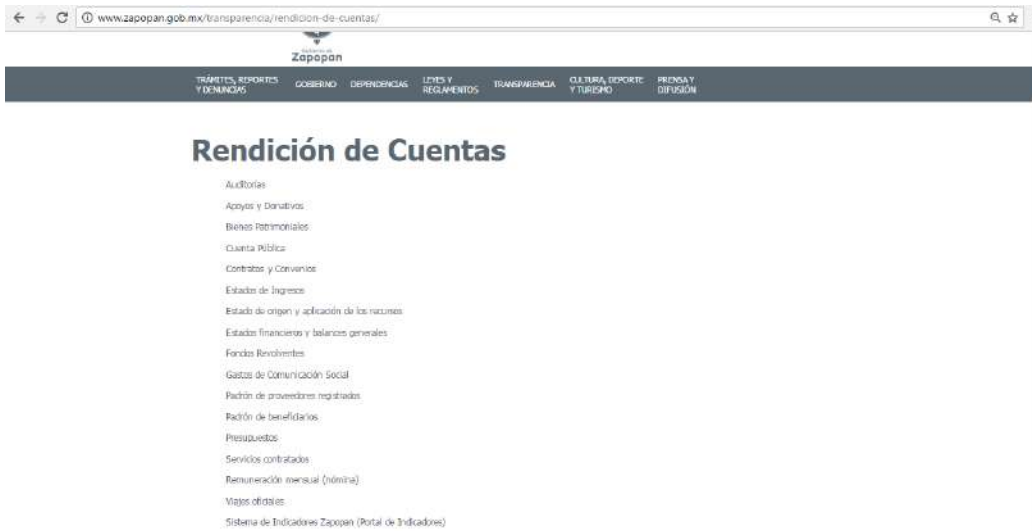 www.zapopan.gob.mx/transparencia/rendicion-de-cuentas/
Gobierno de
Zapopan
TRÁMITES, REPORTES Y DENUNCIAS
GOBIERNO
DEPENDENCIAS
LEYES Y REGLAMENTOS
TRANSPARENCIA
CULTURA, DEPORTE Y TURISMO
PRENSA Y DIFUSIÓN
Rendición de Cuentas
Auditorias
Apoyos y Donativos
Bienes Patrimoniales
Cuenta Pública
Contratos y Convenios
Estados de Ingresos
Estado de origen y aplicación de los recursos
Estados financieros y balances generales
Fondos Revolventes
Gastos de Comunicación Social
Padrón de proveedores registrados
Padrón de beneficiarios
Presupuestos
Servicios contratados
Remuneración mensual (nómina)
Viajes oficiales
Sistema de Indicadores Zapopan (Portal de Indicadores)